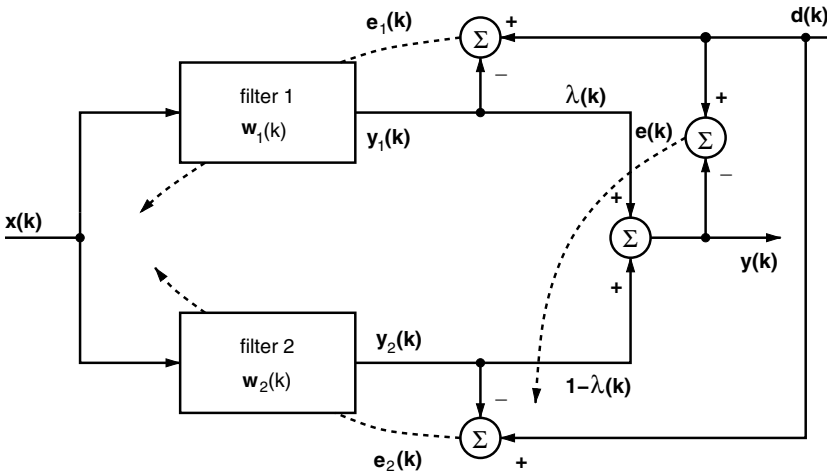 d(k)
e₁(k)
+
Σ
−
filter 1
w₁(k)
y₁(k)
λ(k)
e(k)
+
Σ
−
x(k)
+
Σ
+
y(k)
filter 2
w₂(k)
y₂(k)
1−λ(k)
−
Σ
+
e₂(k)